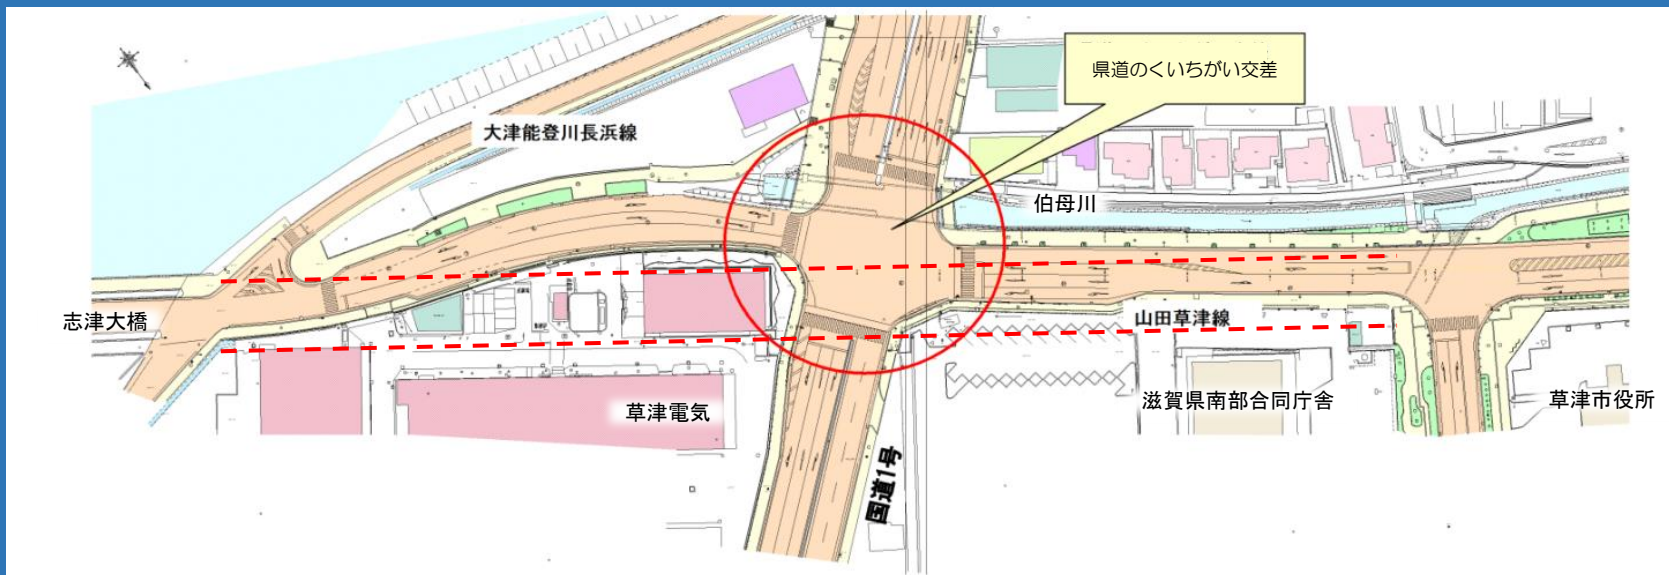 県道のくいちがい交差
大津能登川長浜線
伯母川
志津大橋
山田草津線
草津電気
滋賀県南部合同庁舎
草津市役所
国道1号